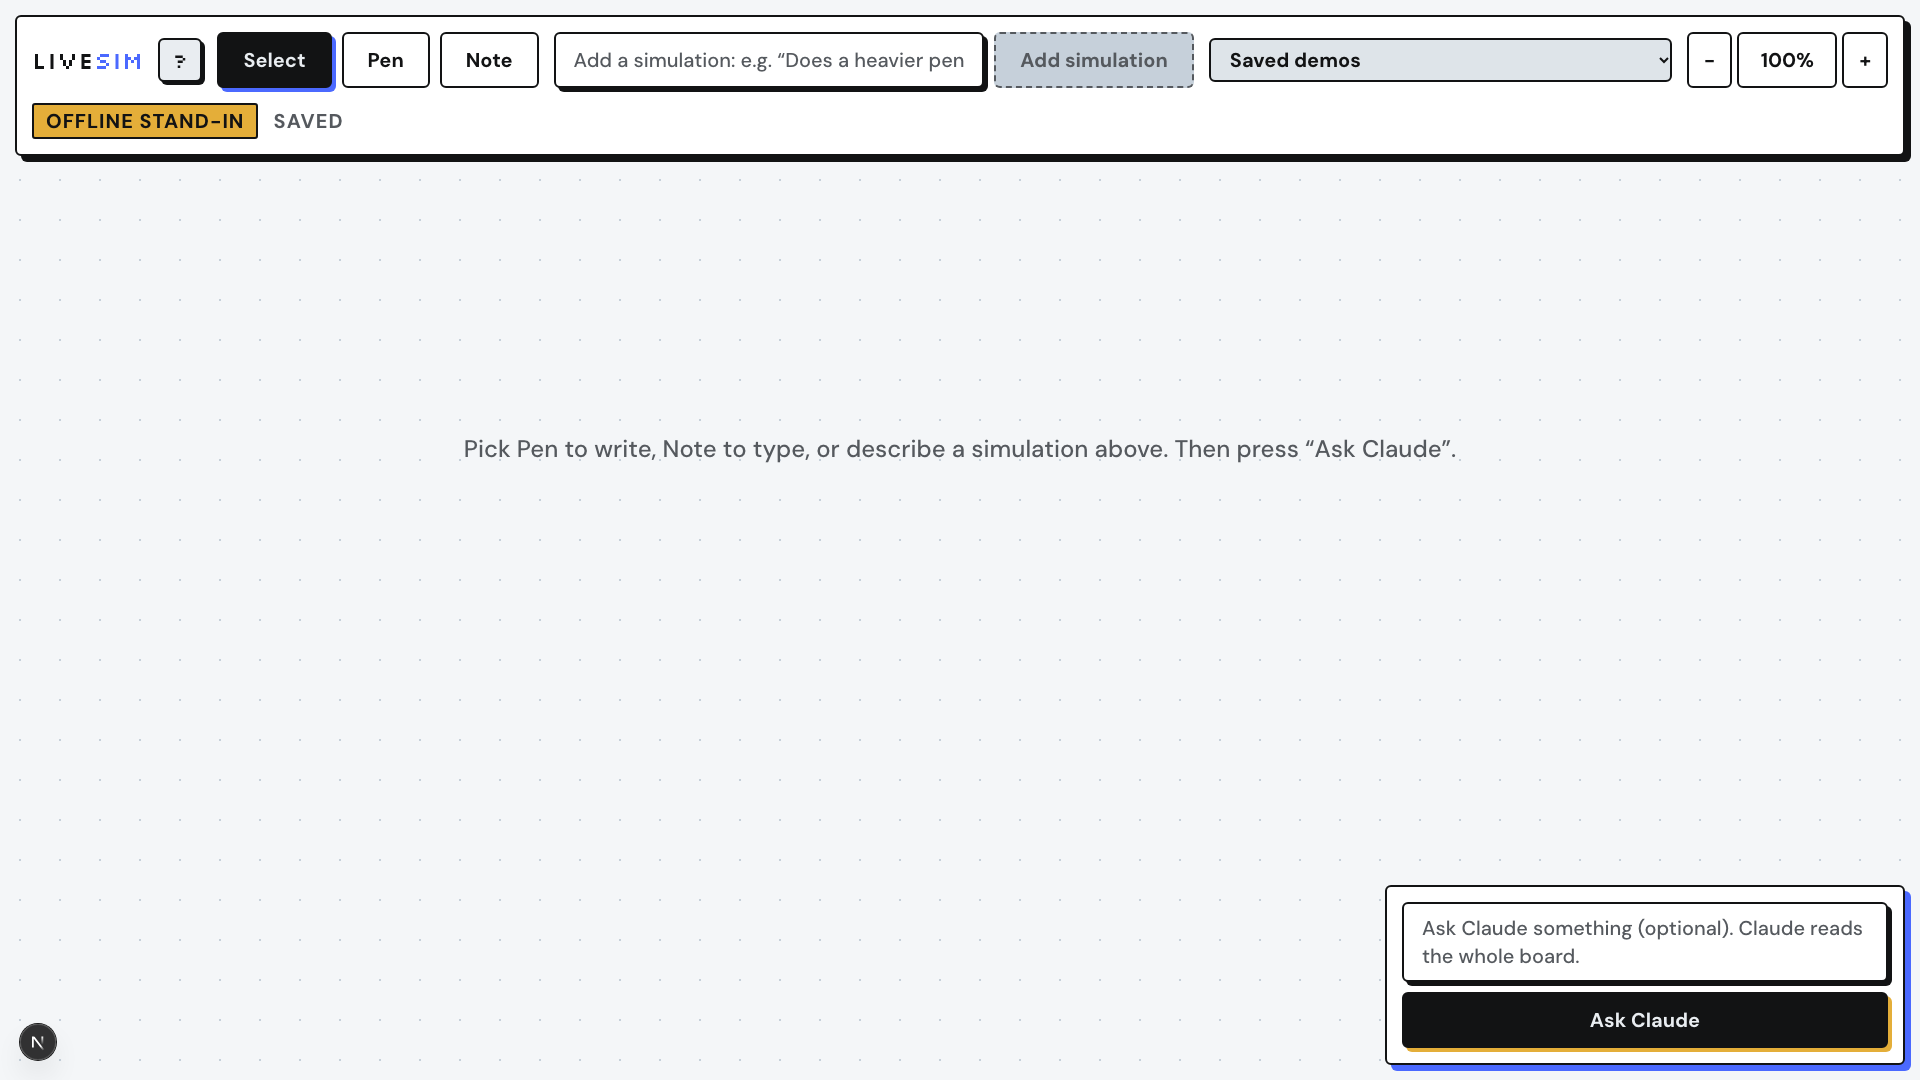 LIVESIM ? Select Pen Note Add a simulation: e.g. “Does a heavier pen Add simulation Saved demos - 100% +
OFFLINE STAND-IN SAVED
Pick Pen to write, Note to type, or describe a simulation above. Then press “Ask Claude”.
Ask Claude something (optional). Claude reads
the whole board.
Ask Claude
N